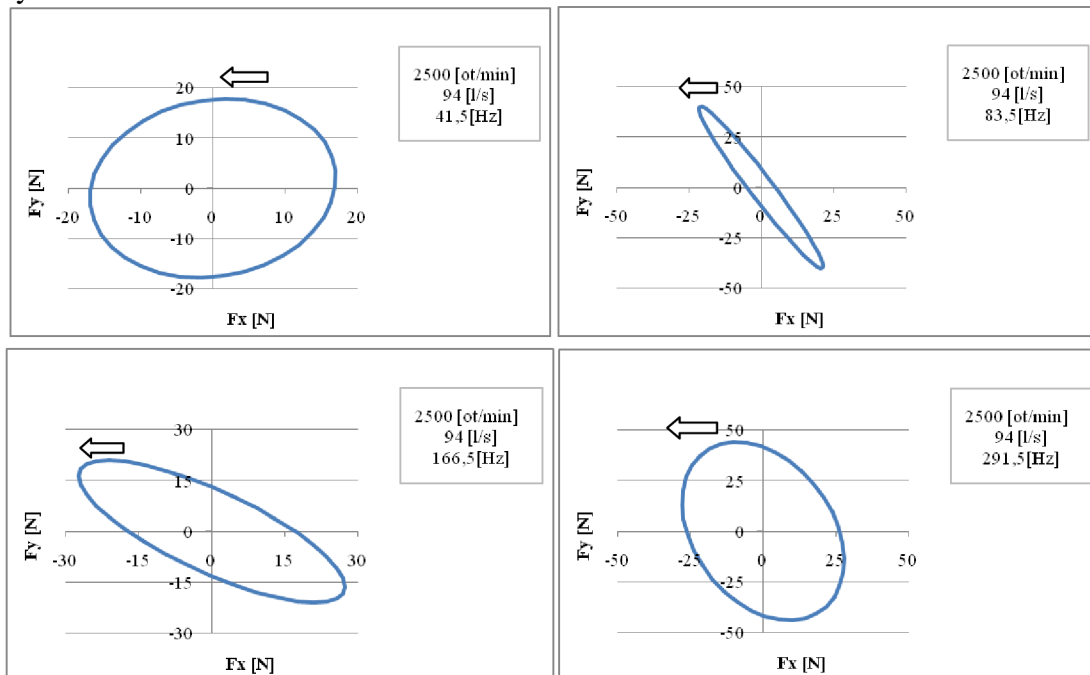 y
2500 [ot/min]
94 [l/s]
41,5[Hz]
20
10
0
-10
-20
-20
-10
0
10
20
Fy [N]
Fx [N]
2500 [ot/min]
94 [l/s]
83,5[Hz]
50
25
0
-25
-50
-50
-25
0
25
50
Fy [N]
Fx [N]
2500 [ot/min]
94 [l/s]
166,5[Hz]
30
15
0
-15
-30
-30
-15
0
15
30
Fy [N]
Fx [N]
2500 [ot/min]
94 [l/s]
291,5[Hz]
50
25
0
-25
-50
-50
-25
0
25
50
Fy [N]
Fx [N]